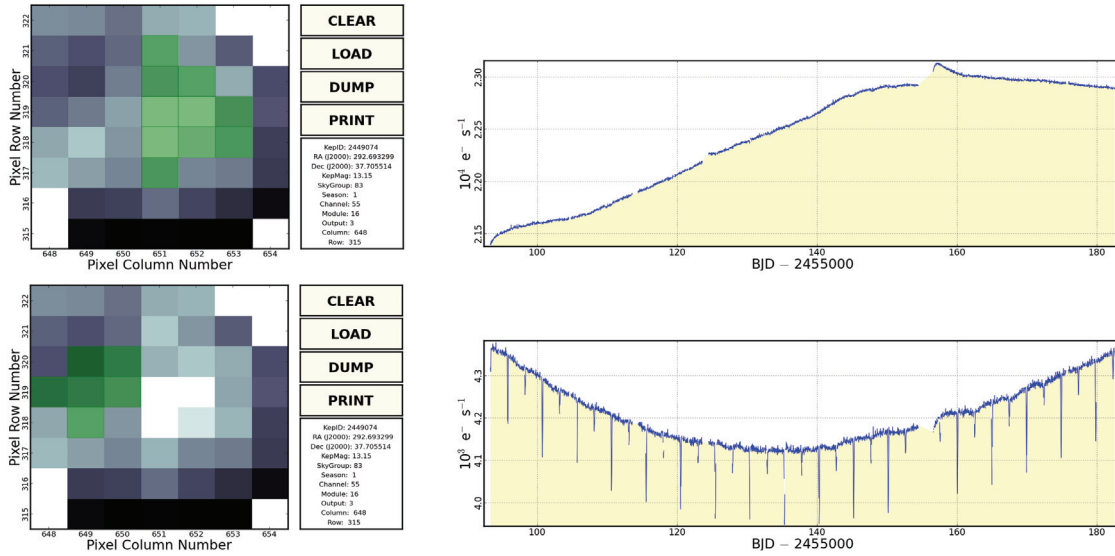 322
321
320
319
318
317
316
315
Pixel Row Number
648 649 650 651 652 653 654
Pixel Column Number
CLEAR
LOAD
DUMP
PRINT
KepID: 2449074
RA (J2000): 292.693299
Dec (J2000): 37.705514
KepMag: 13.15
SkyGroup: 83
Season: 1
Channel: 55
Module: 16
Output: 3
Column: 648
Row: 315
2.30
2.25
2.20
2.15
10⁴ e⁻ s⁻¹
100 120 140 160 180
BJD − 2455000
322
321
320
319
318
317
316
315
Pixel Row Number
648 649 650 651 652 653 654
Pixel Column Number
CLEAR
LOAD
DUMP
PRINT
KepID: 2449074
RA (J2000): 292.693299
Dec (J2000): 37.705514
KepMag: 13.15
SkyGroup: 83
Season: 1
Channel: 55
Module: 16
Output: 3
Column: 648
Row: 315
4.3
4.2
4.1
4.0
10³ e⁻ s⁻¹
100 120 140 160 180
BJD − 2455000